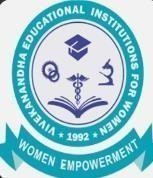 VIVEKANANDHA EDUCATIONAL INSTITUTIONS FOR WOMEN
* 1992 *
WOMEN EMPOWERMENT